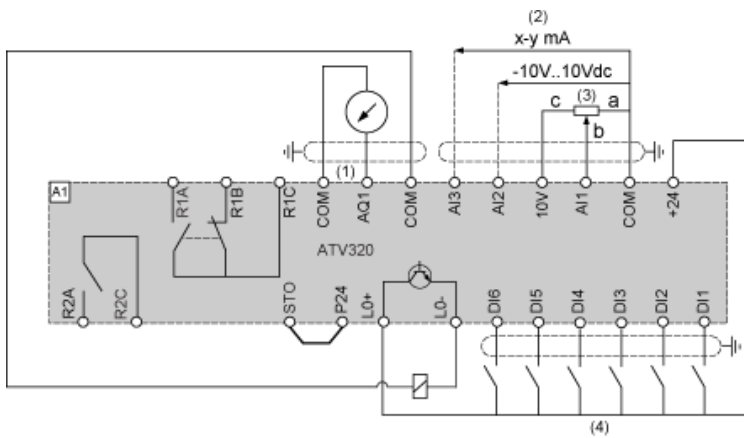 (2)
x-y mA
-10V..10Vdc
c (3) a
b
(1)
A1
R1A R1B R1C COM AQ1 COM AI3 AI2 10V AI1 COM +24
ATV320
R2A R2C STO P24 L0+ L0- DI6 DI5 DI4 DI3 DI2 DI1
(4)